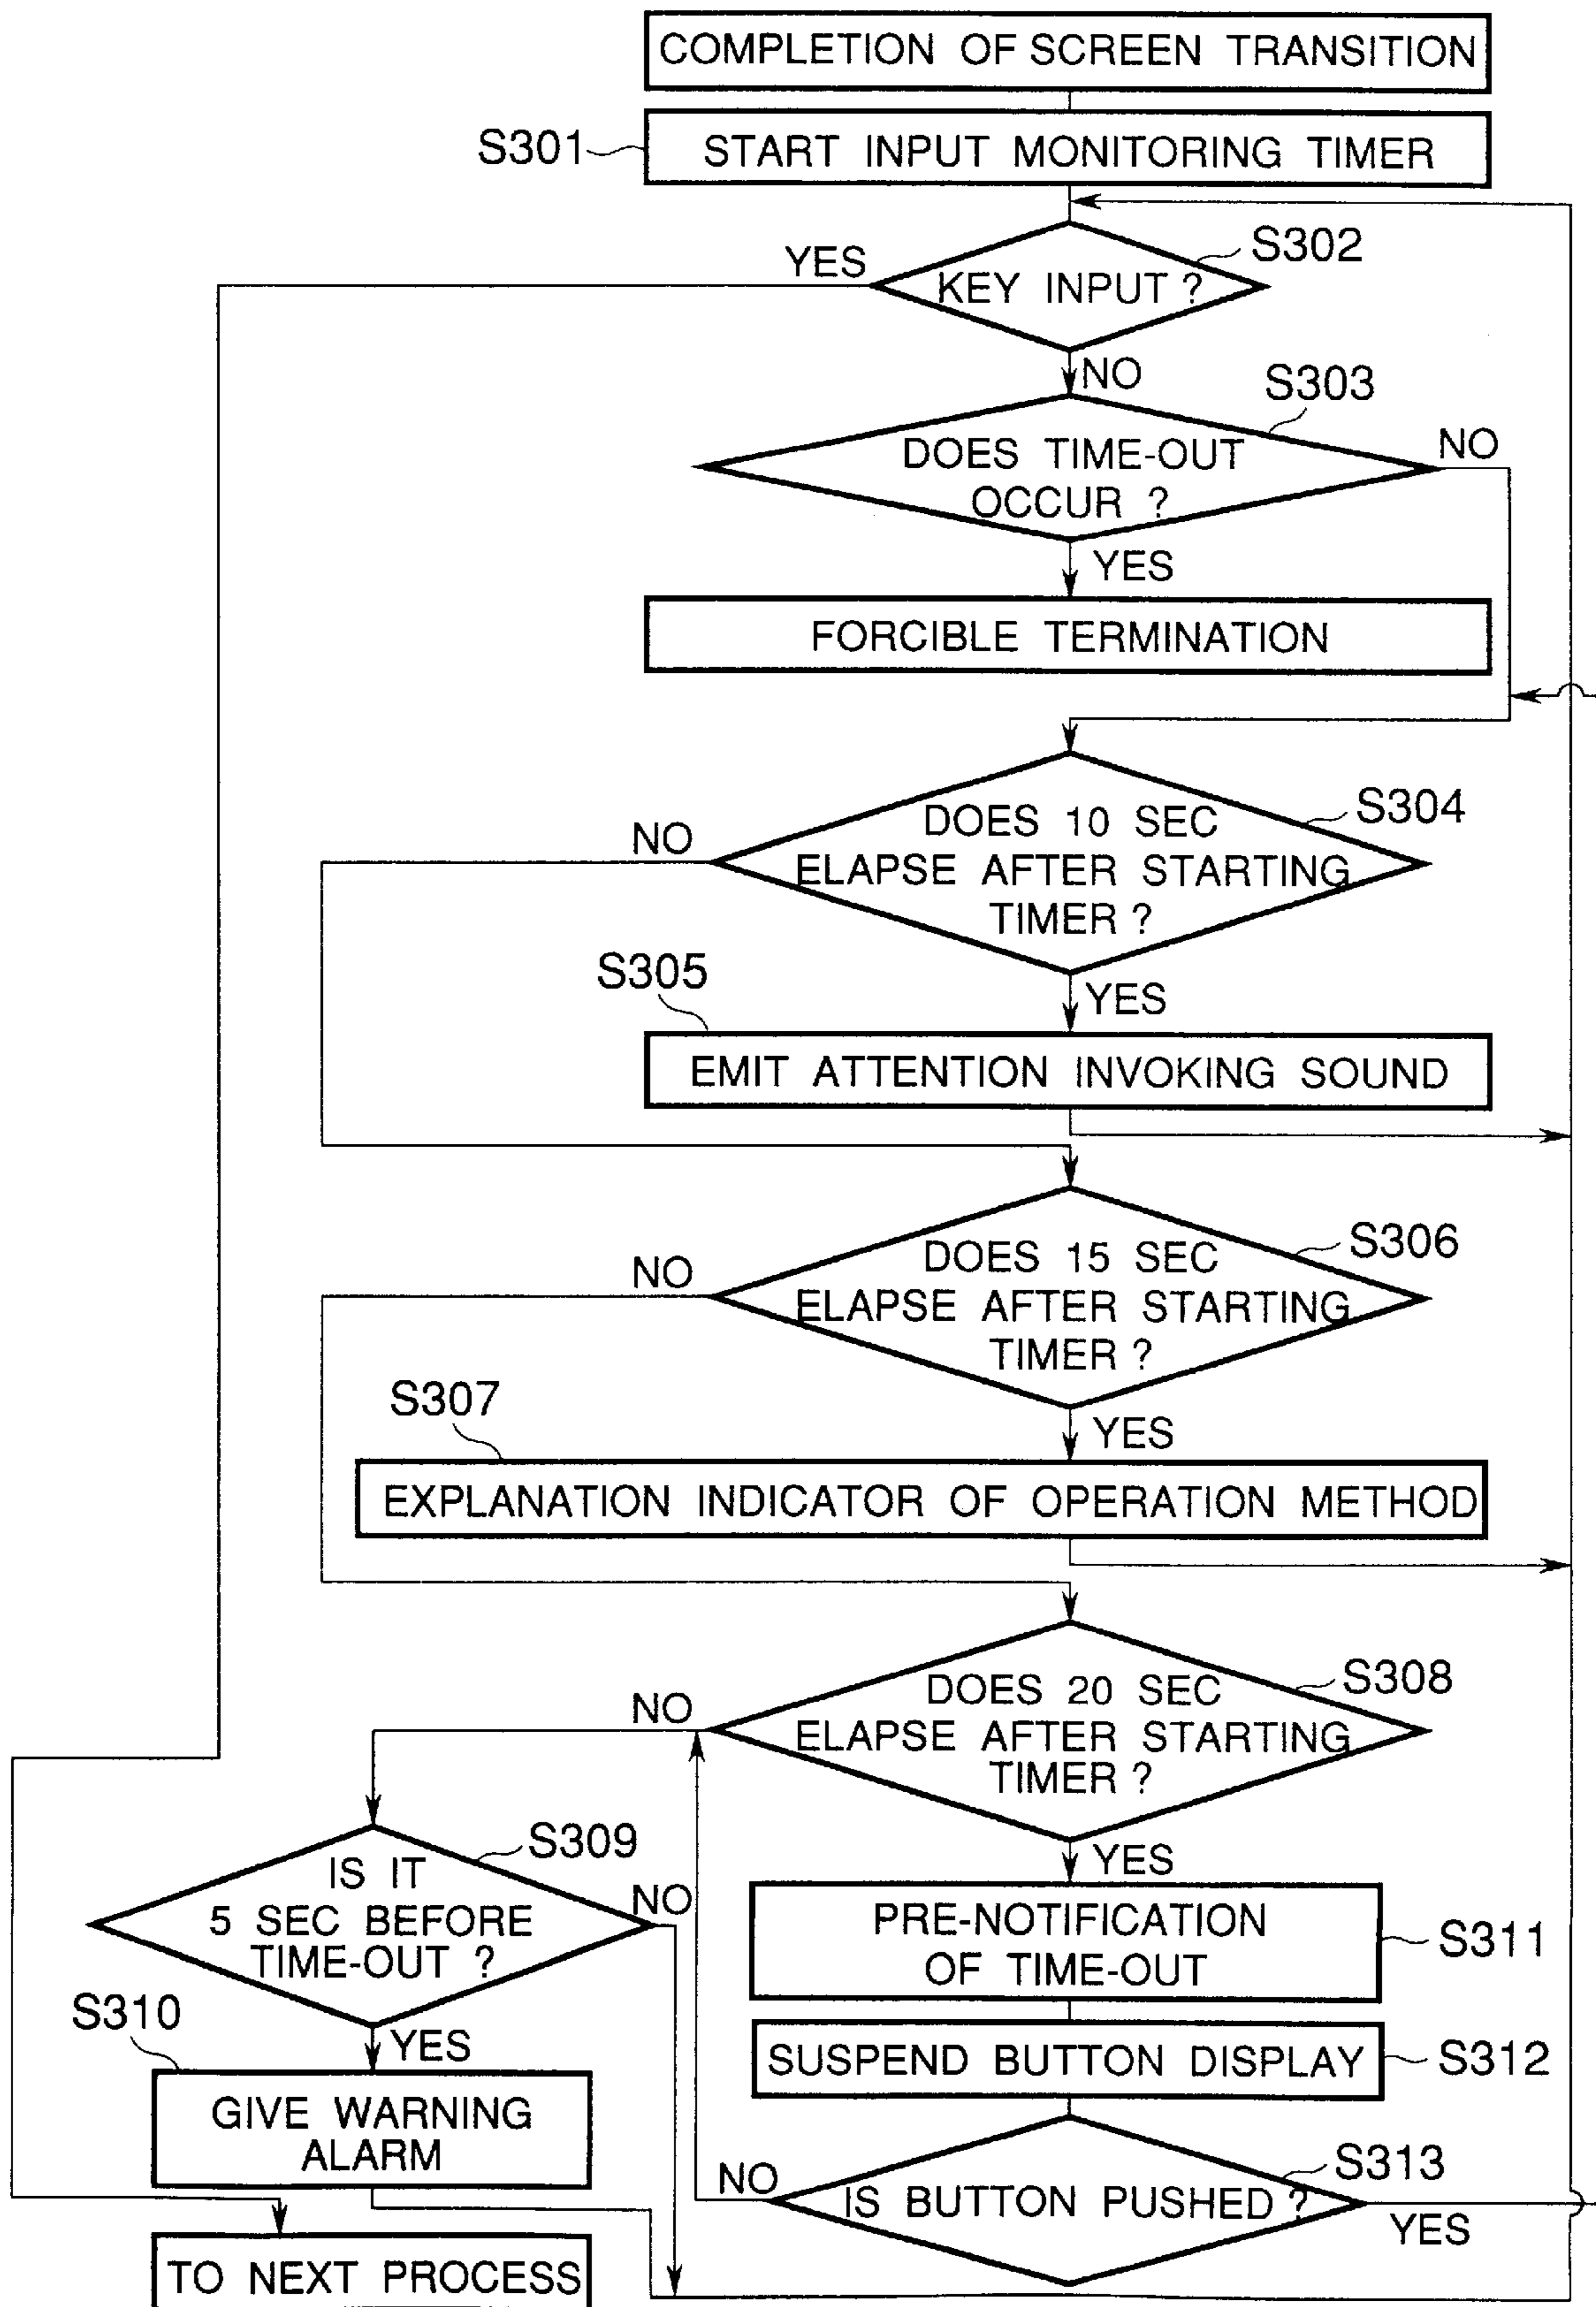 COMPLETION OF SCREEN TRANSITION
S301
START INPUT MONITORING TIMER
YES
S302
KEY INPUT ?
NO
S303
DOES TIME-OUT
OCCUR ?
NO
YES
FORCIBLE TERMINATION
S304
DOES 10 SEC
ELAPSE AFTER STARTING
TIMER ?
NO
S305
YES
EMIT ATTENTION INVOKING SOUND
S306
DOES 15 SEC
ELAPSE AFTER STARTING
TIMER ?
NO
S307
YES
EXPLANATION INDICATOR OF OPERATION METHOD
S308
DOES 20 SEC
ELAPSE AFTER STARTING
TIMER ?
NO
S309
IS IT
5 SEC BEFORE
TIME-OUT ?
NO
YES
PRE-NOTIFICATION
OF TIME-OUT
S311
S310
YES
SUSPEND BUTTON DISPLAY
S312
GIVE WARNING
ALARM
S313
NO
IS BUTTON PUSHED ?
YES
TO NEXT PROCESS